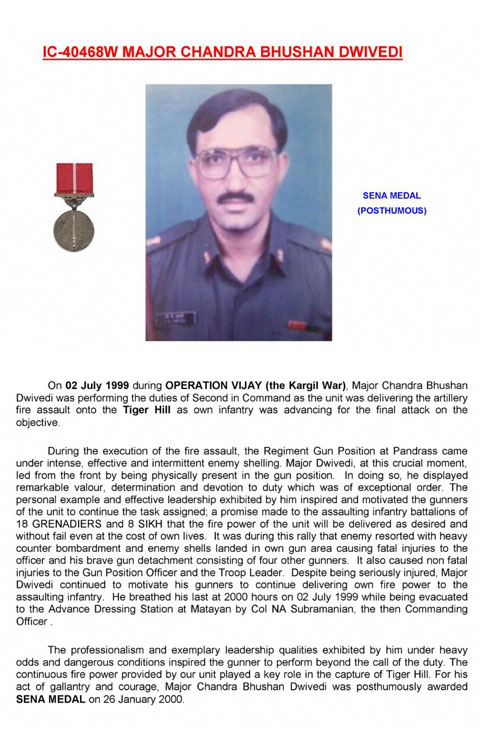 IC-40468W MAJOR CHANDRA BHUSHAN DWIVEDI
SENA MEDAL
(POSTHUMOUS)
On 02 July 1999 during OPERATION VIJAY (the Kargil War), Major Chandra Bhushan
Dwivedi was performing the duties of Second in Command as the unit was delivering the artillery
fire assault onto the Tiger Hill as own infantry was advancing for the final attack on the
objective.
During the execution of the fire assault, the Regiment Gun Position at Pandrass came
under intense, effective and intermittent enemy shelling. Major Dwivedi, at this crucial moment,
led from the front by being physically present in the gun position. In doing so, he displayed
remarkable valour, determination and devotion to duty which was of exceptional order. The
personal example and effective leadership exhibited by him inspired and motivated the gunners
of the unit to continue the task assigned; a promise made to the assaulting infantry battalions of
18 GRENADIERS and 8 SIKH that the fire power of the unit will be delivered as desired and
without fail even at the cost of own lives. It was during this rally that enemy resorted with heavy
counter bombardment and enemy shells landed in own gun area causing fatal injuries to the
officer and his brave gun detachment consisting of four other gunners. It also caused non fatal
injuries to the Gun Position Officer and the Troop Leader. Despite being seriously injured, Major
Dwivedi continued to motivate his gunners to continue delivering own fire power to the
assaulting infantry. He breathed his last at 2000 hours on 02 July 1999 while being evacuated
to the Advance Dressing Station at Matayan by Col NA Subramanian, the then Commanding
Officer .
The professionalism and exemplary leadership qualities exhibited by him under heavy
odds and dangerous conditions inspired the gunner to perform beyond the call of the duty. The
continuous fire power provided by our unit played a key role in the capture of Tiger Hill. For his
act of gallantry and courage, Major Chandra Bhushan Dwivedi was posthumously awarded
SENA MEDAL on 26 January 2000.